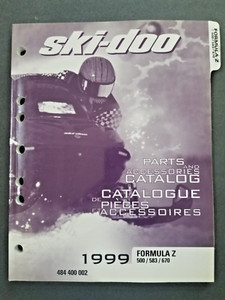 ski-doo
FORMULA Z
PARTS
AND
ACCESSORIES
CATALOG
CATALOGUE
DE PIÈCES
D'ACCESSOIRES
1999
FORMULA Z
500 / 583 / 670
484 400 002